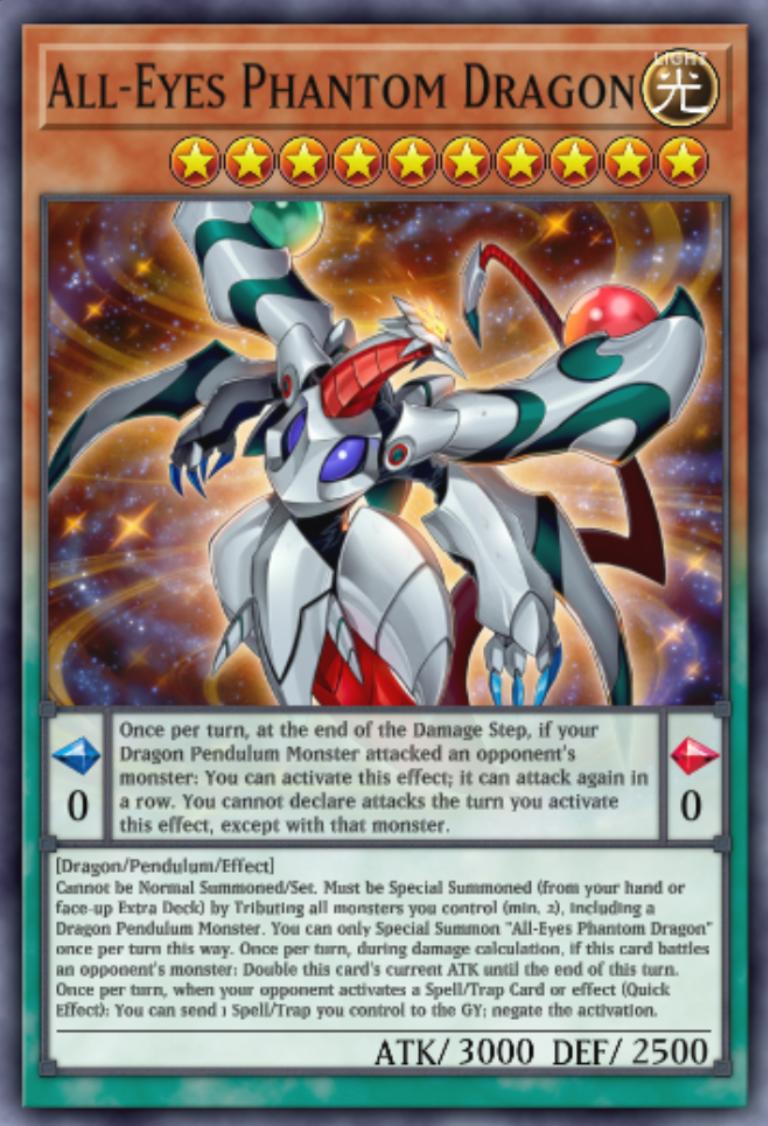 All-Eyes Phantom Dragon
LIGHT
光
Once per turn, at the end of the Damage Step, if your
Dragon Pendulum Monster attacked an opponent's
monster: You can activate this effect; it can attack again in
a row. You cannot declare attacks the turn you activate
this effect, except with that monster.
0
0
[Dragon/Pendulum/Effect]
Cannot be Normal Summoned/Set. Must be Special Summoned (from your hand or
face-up Extra Deck) by Tributing all monsters you control (min. 2), including a
Dragon Pendulum Monster. You can only Special Summon "All-Eyes Phantom Dragon"
once per turn this way. Once per turn, during damage calculation, if this card battles
an opponent's monster: Double this card's current ATK until the end of this turn.
Once per turn, when your opponent activates a Spell/Trap Card or effect (Quick
Effect): You can send 1 Spell/Trap you control to the GY; negate the activation.
ATK/ 3000 DEF/ 2500